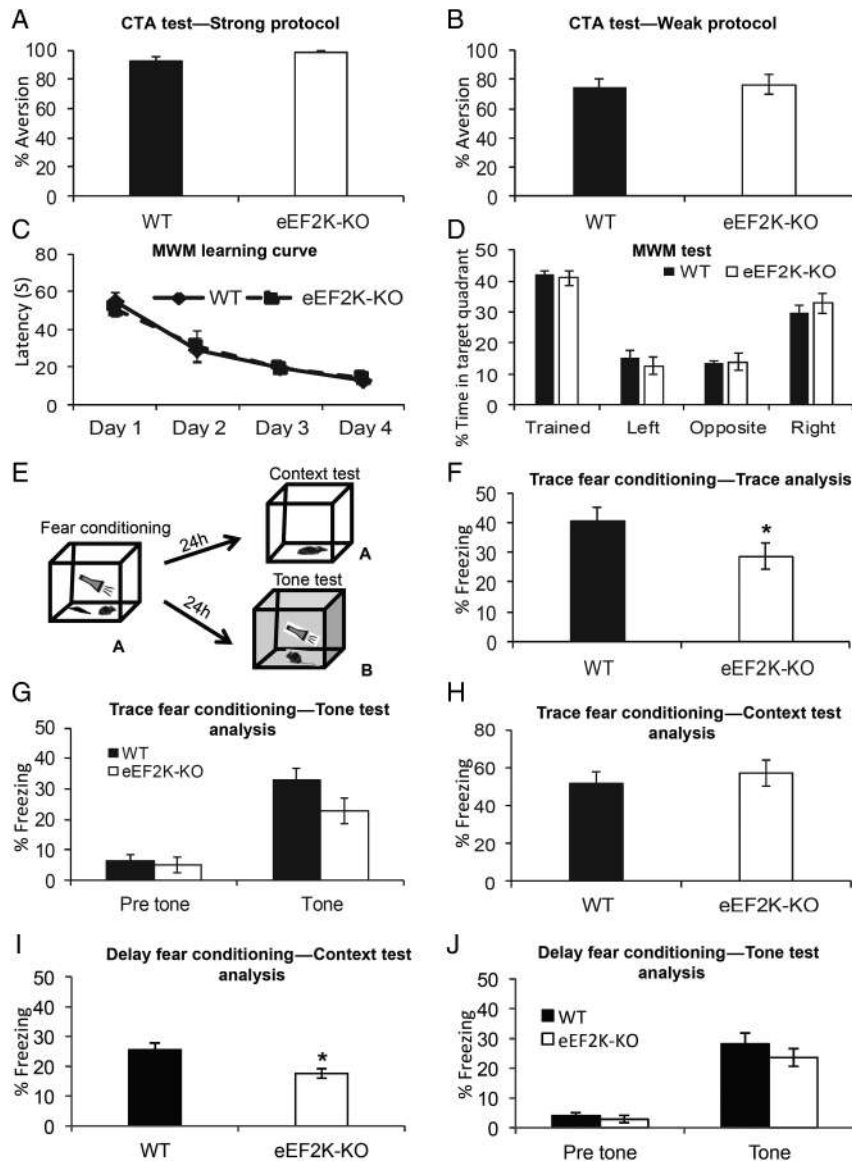 A
CTA test—Strong protocol
100
80
60
40
20
0
% Aversion
WT
eEF2K-KO
B
CTA test—Weak protocol
100
80
60
40
20
0
% Aversion
WT
eEF2K-KO
C
MWM learning curve
80
60
40
20
0
Latency (S)
WT
eEF2K-KO
Day 1
Day 2
Day 3
Day 4
D
MWM test
50
40
30
20
10
0
% Time in target quadrant
WT
eEF2K-KO
Trained
Left
Opposite
Right
E
Fear conditioning
A
24h
24h
Context test
A
Tone test
B
F
Trace fear conditioning—Trace analysis
50
40
30
20
10
0
% Freezing
*
WT
eEF2K-KO
G
Trace fear conditioning—Tone test
analysis
50
40
30
20
10
0
% Freezing
WT
eEF2K-KO
Pre tone
Tone
H
Trace fear conditioning—Context test
analysis
80
60
40
20
0
% Freezing
WT
eEF2K-KO
I
Delay fear conditioning—Context test
analysis
50
40
30
20
10
0
% Freezing
*
WT
eEF2K-KO
J
Delay fear conditioning—Tone test
analysis
50
40
30
20
10
0
% Freezing
WT
eEF2K-KO
Pre tone
Tone